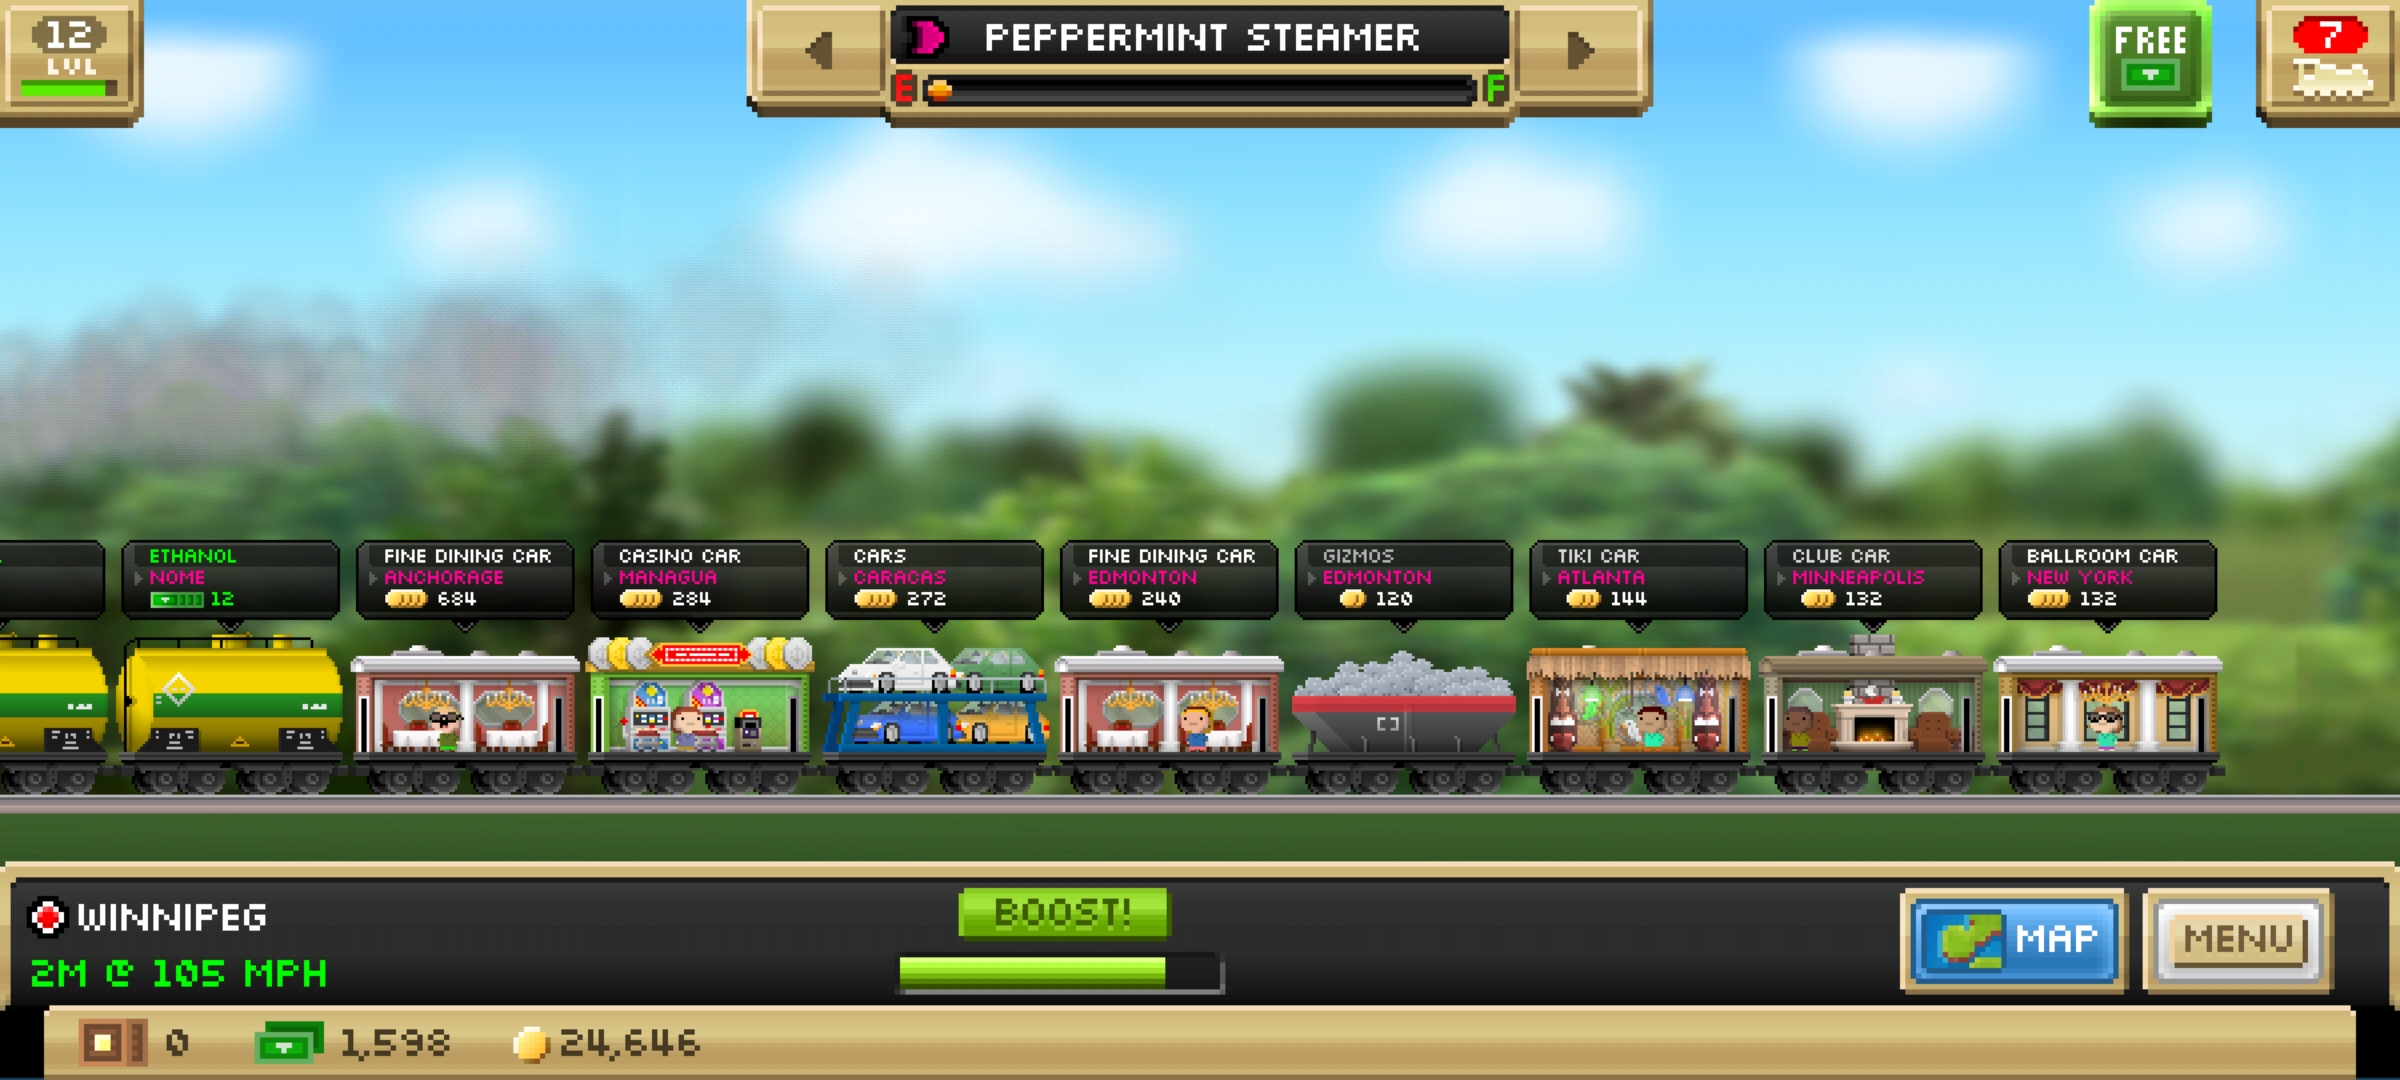 12
LVL
PEPPERMINT STEAMER
E
F
FREE
7
ETHANOL
NOME
12
FINE DINING CAR
ANCHORAGE
684
CASINO CAR
MANAGUA
284
CARS
CARACAS
272
FINE DINING CAR
EDMONTON
240
GIZMOS
EDMONTON
120
TIKI CAR
ATLANTA
144
CLUB CAR
MINNEAPOLIS
132
BALLROOM CAR
NEW YORK
132
WINNIPEG
2M @ 105 MPH
BOOST!
MAP
MENU
0
1,598
24,646